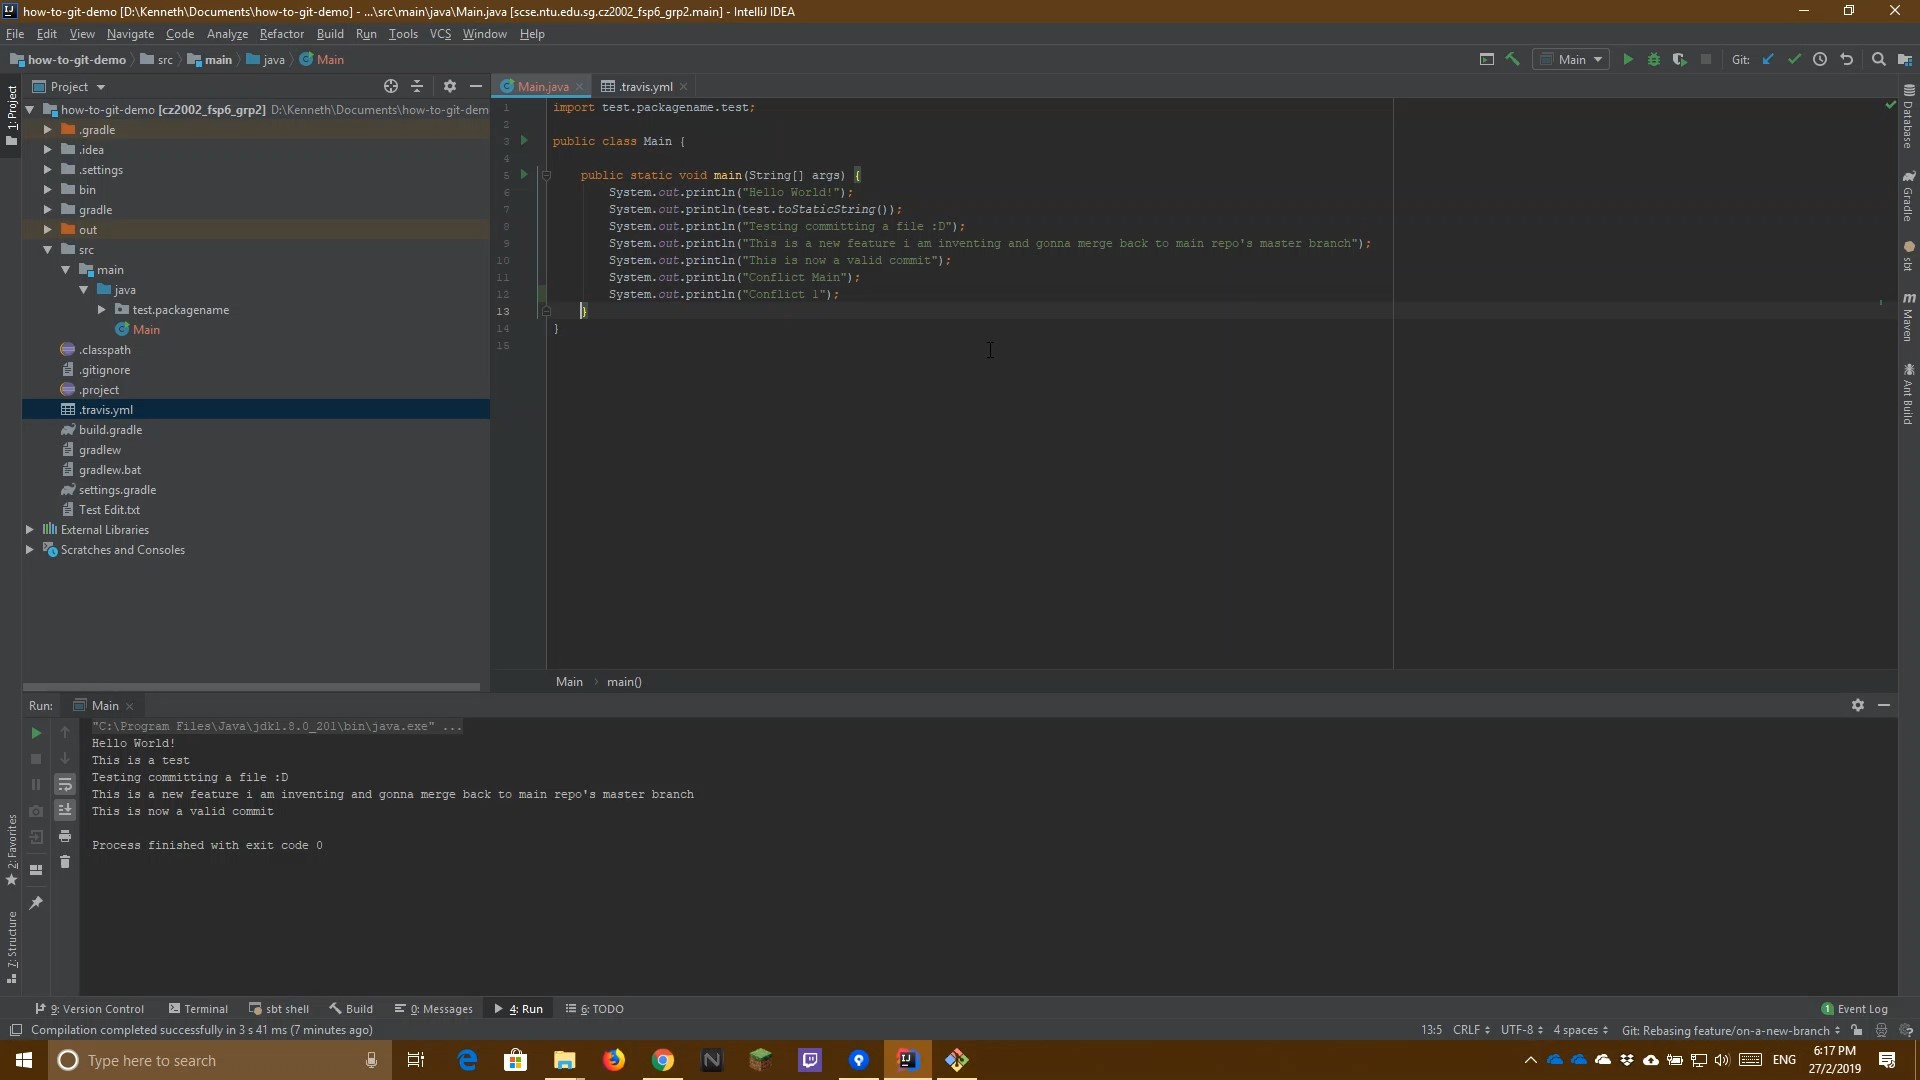 how-to-git-demo [D:\Kenneth\Documents\how-to-git-demo] - ...\src\main\java\Main.java [scse.ntu.edu.sg.cz2002_fsp6_grp2.main] - IntelliJ IDEA
File Edit View Navigate Code Analyze Refactor Build Run Tools VCS Window Help
how-to-git-demo src main java Main Main Git:
1: Project
Project
Main.java .travis.yml
how-to-git-demo [cz2002_fsp6_grp2] D:\Kenneth\Documents\how-to-git-dem
.gradle
.idea
.settings
bin
gradle
out
src
main
java
test.packagename
Main
.classpath
.gitignore
.project
.travis.yml
build.gradle
gradlew
gradlew.bat
settings.gradle
Test Edit.txt
External Libraries
Scratches and Consoles
1 import test.packagename.test;
2
3 public class Main {
4
5 public static void main(String[] args) {
6 System.out.println("Hello World!");
7 System.out.println(test.toStaticString());
8 System.out.println("Testing committing a file :D");
9 System.out.println("This is a new feature i am inventing and gonna merge back to main repo's master branch");
10 System.out.println("This is now a valid commit");
11 System.out.println("Conflict Main");
12 System.out.println("Conflict 1");
13 }
14 }
15
Main main()
Database
Gradle
sbt
Maven
Ant Build
Run: Main
"C:\Program Files\Java\jdk1.8.0_201\bin\java.exe" ...
Hello World!
This is a test
Testing committing a file :D
This is a new feature i am inventing and gonna merge back to main repo's master branch
This is now a valid commit
Process finished with exit code 0
2: Favorites
7: Structure
9: Version Control Terminal sbt shell Build 0: Messages 4: Run 6: TODO 1 Event Log
Compilation completed successfully in 3 s 41 ms (7 minutes ago) 13:5 CRLF UTF-8 4 spaces Git: Rebasing feature/on-a-new-branch
Type here to search ENG 6:17 PM
27/2/2019